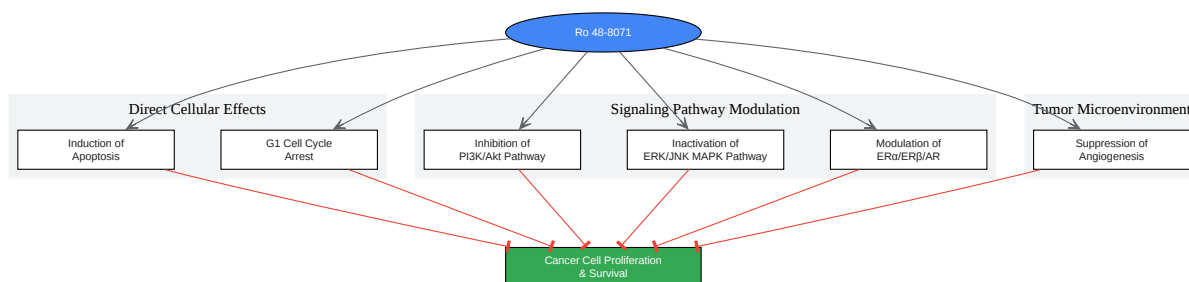 Ro 48-8071
Direct Cellular Effects
Signaling Pathway Modulation
Tumor Microenvironment
Induction of
Apoptosis
G1 Cell Cycle
Arrest
Inhibition of
PI3K/Akt Pathway
Inactivation of
ERK/JNK MAPK Pathway
Modulation of
ERα/ERβ/AR
Suppression of
Angiogenesis
Cancer Cell Proliferation
& Survival